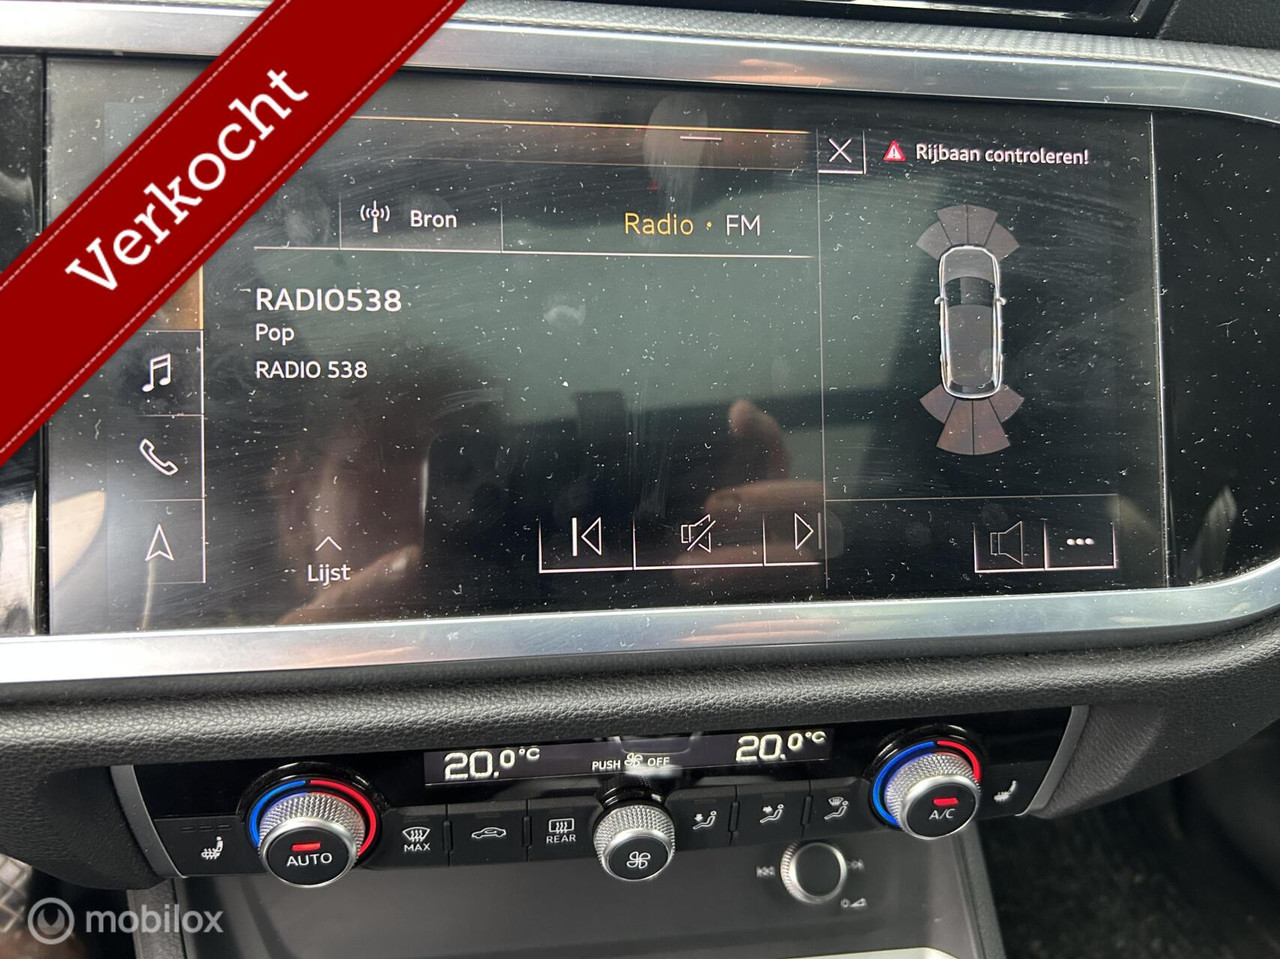 Verkocht
Rijbaan controleren!
Bron
Radio · FM
RADIO538
Pop
RADIO 538
Lijst
20.0°C
PUSH OFF
20.0°C
AUTO
MAX
REAR
A/C
mobilox